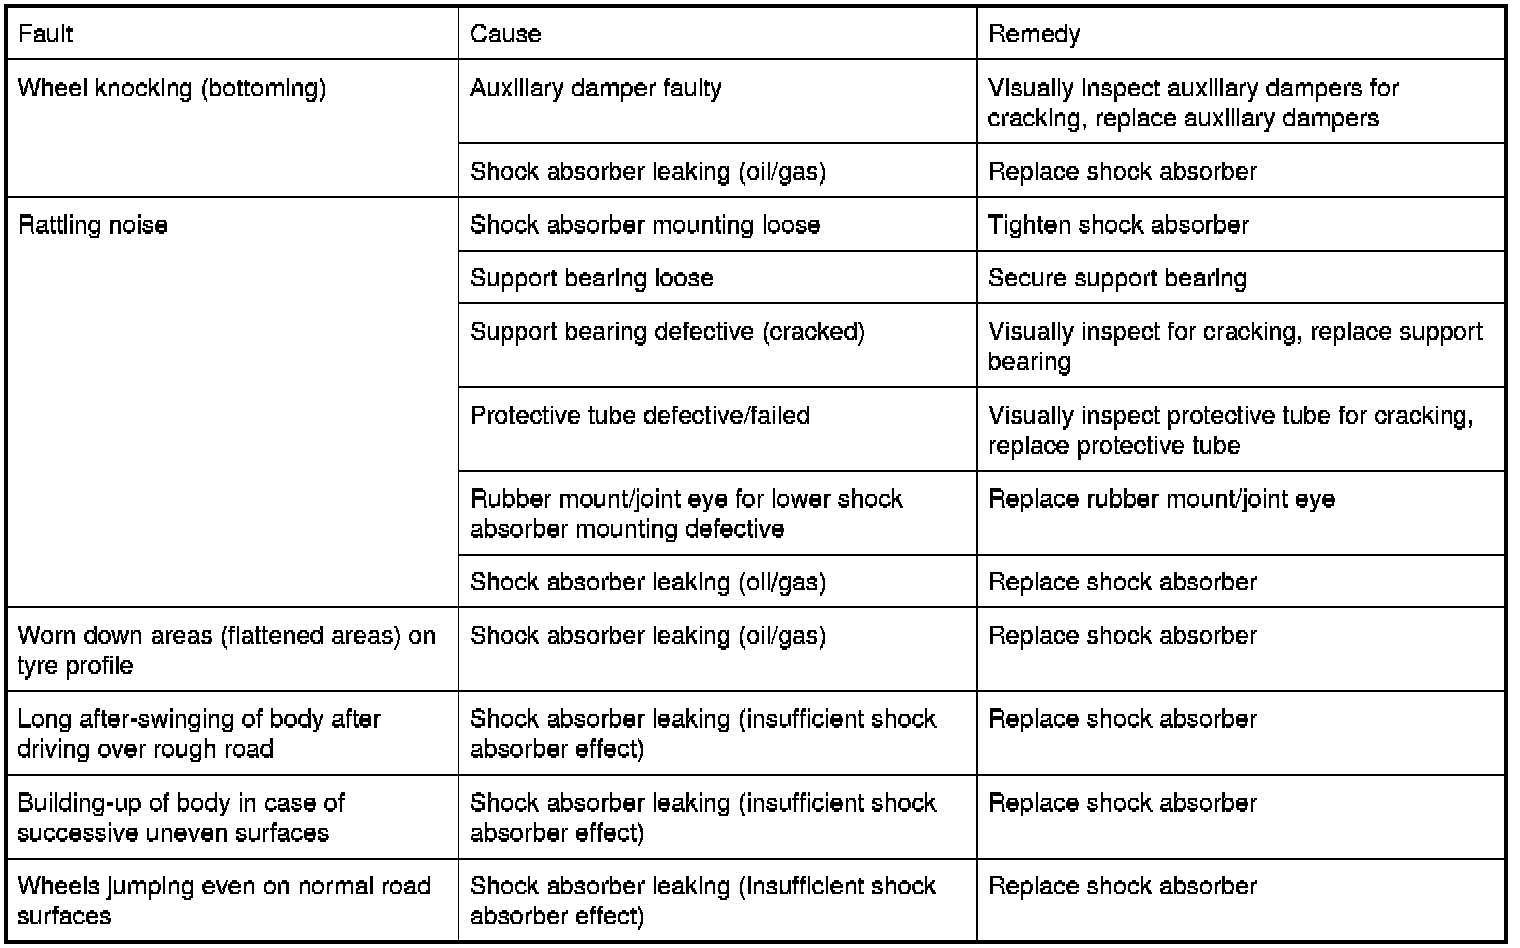 Fault Cause Remedy
Wheel knocking (bottoming) Auxiliary damper faulty Visually inspect auxiliary dampers for
cracking, replace auxiliary dampers
Shock absorber leaking (oil/gas) Replace shock absorber
Rattling noise Shock absorber mounting loose Tighten shock absorber
Support bearing loose Secure support bearing
Support bearing defective (cracked) Visually inspect for cracking, replace support
bearing
Protective tube defective/failed Visually inspect protective tube for cracking,
replace protective tube
Rubber mount/joint eye for lower shock Replace rubber mount/joint eye
absorber mounting defective
Shock absorber leaking (oil/gas) Replace shock absorber
Worn down areas (flattened areas) on Shock absorber leaking (oil/gas) Replace shock absorber
tyre profile
Long after-swinging of body after Shock absorber leaking (insufficient shock Replace shock absorber
driving over rough road absorber effect)
Building-up of body in case of Shock absorber leaking (insufficient shock Replace shock absorber
successive uneven surfaces absorber effect)
Wheels jumping even on normal road Shock absorber leaking (insufficient shock Replace shock absorber
surfaces absorber effect)